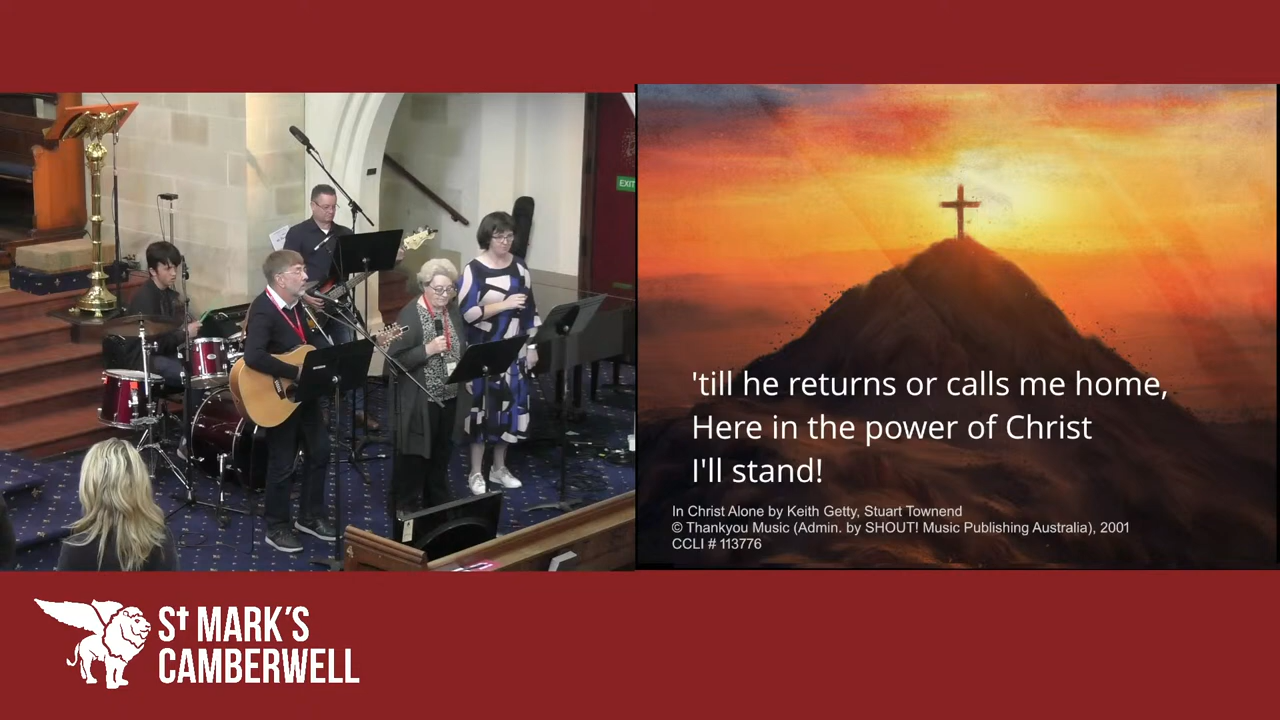 EXIT
'till he returns or calls me home,
Here in the power of Christ
I'll stand!
In Christ Alone by Keith Getty, Stuart Townend
© Thankyou Music (Admin. by SHOUT! Music Publishing Australia), 2001
CCLI # 113776
St MARK'S
CAMBERWELL